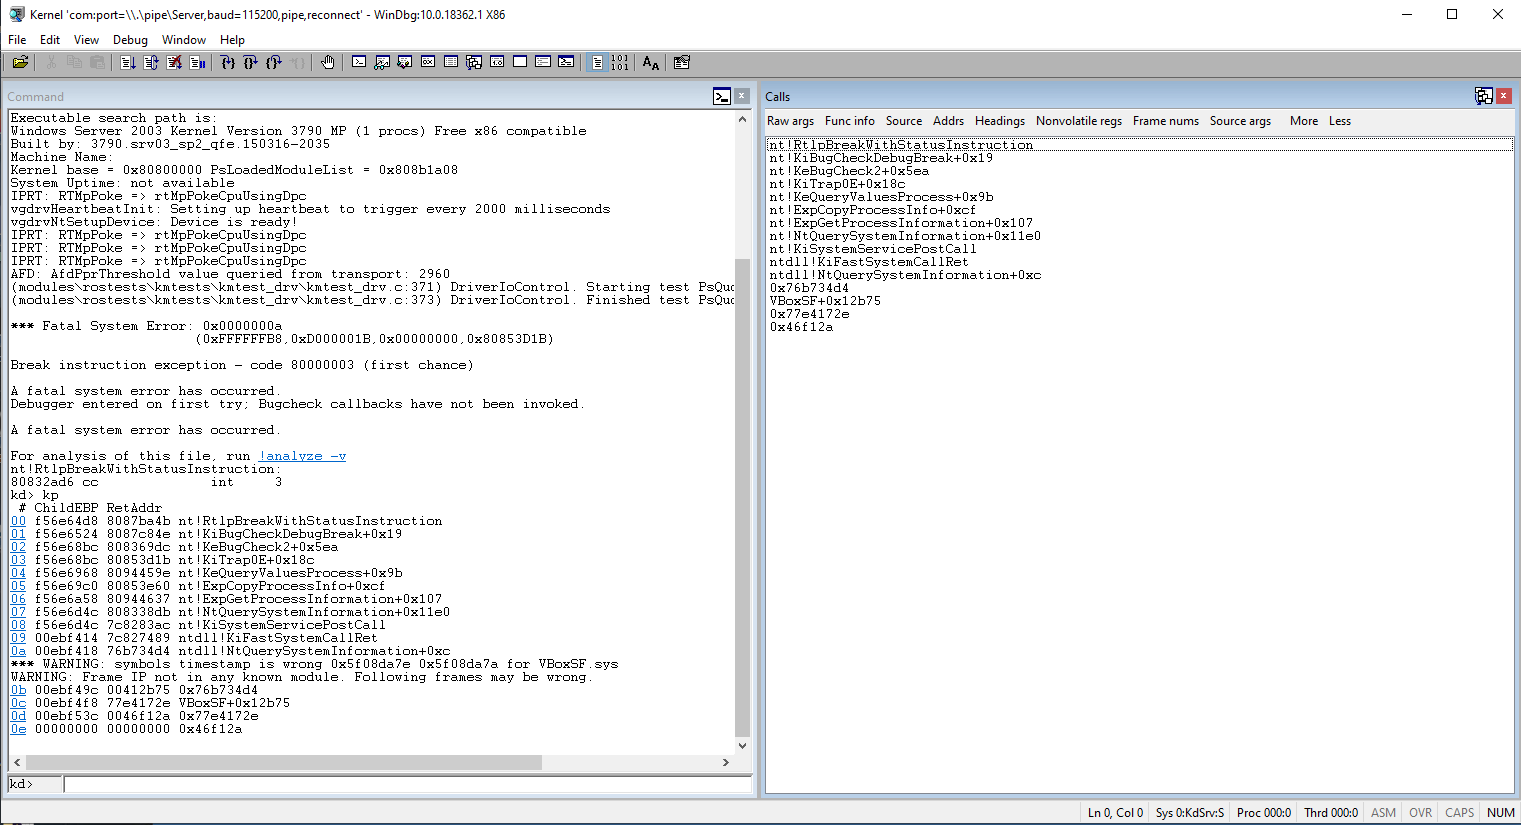 Kernel 'com:port=\\.\pipe\Server,baud=115200,pipe,reconnect' - WinDbg:10.0.18362.1 X86
File Edit View Debug Window Help
Command
Executable search path is:
Windows Server 2003 Kernel Version 3790 MP (1 procs) Free x86 compatible
Built by: 3790.srv03_sp2_qfe.150316-2035
Machine Name:
Kernel base = 0x80800000 PsLoadedModuleList = 0x808b1a08
System Uptime: not available
IPRT: RTMpPoke => rtMpPokeCpuUsingDpc
vgdrvHeartbeatInit: Setting up heartbeat to trigger every 2000 milliseconds
vgdrvNtSetupDevice: Device is ready!
IPRT: RTMpPoke => rtMpPokeCpuUsingDpc
IPRT: RTMpPoke => rtMpPokeCpuUsingDpc
IPRT: RTMpPoke => rtMpPokeCpuUsingDpc
AFD: AfdPprThreshold value queried from transport: 2960
(modules\rostests\kmtests\kmtest_drv\kmtest_drv.c:371) DriverIoControl. Starting test PsQu
(modules\rostests\kmtests\kmtest_drv\kmtest_drv.c:373) DriverIoControl. Finished test PsQu
*** Fatal System Error: 0x0000000a
(0xFFFFFFB8,0xD000001B,0x00000000,0x80853D1B)
Break instruction exception - code 80000003 (first chance)
A fatal system error has occurred.
Debugger entered on first try; Bugcheck callbacks have not been invoked.
A fatal system error has occurred.
For analysis of this file, run !analyze -v
nt!RtlpBreakWithStatusInstruction:
80832ad6 cc int 3
kd> kp
# ChildEBP RetAddr
00 f56e64d8 8087ba4b nt!RtlpBreakWithStatusInstruction
01 f56e6524 8087c84e nt!KiBugCheckDebugBreak+0x19
02 f56e68bc 808369dc nt!KeBugCheck2+0x5ea
03 f56e68bc 80853d1b nt!KiTrap0E+0x18c
04 f56e6968 8094459e nt!KeQueryValuesProcess+0x9b
05 f56e69c0 80853e60 nt!ExpCopyProcessInfo+0xcf
06 f56e6a58 80944637 nt!ExpGetProcessInformation+0x107
07 f56e6d4c 808338db nt!NtQuerySystemInformation+0x11e0
08 f56e6d4c 7c8283ac nt!KiSystemServicePostCall
09 00ebf414 7c827489 ntdll!KiFastSystemCallRet
0a 00ebf418 76b734d4 ntdll!NtQuerySystemInformation+0xc
*** WARNING: symbols timestamp is wrong 0x5f08da7e 0x5f08da7a for VBoxSF.sys
WARNING: Frame IP not in any known module. Following frames may be wrong.
0b 00ebf49c 00412b75 0x76b734d4
0c 00ebf4f8 77e4172e VBoxSF+0x12b75
0d 00ebf53c 0046f12a 0x77e4172e
0e 00000000 00000000 0x46f12a
kd>
Calls
Raw args Func info Source Addrs Headings Nonvolatile regs Frame nums Source args More Less
nt!RtlpBreakWithStatusInstruction
nt!KiBugCheckDebugBreak+0x19
nt!KeBugCheck2+0x5ea
nt!KiTrap0E+0x18c
nt!KeQueryValuesProcess+0x9b
nt!ExpCopyProcessInfo+0xcf
nt!ExpGetProcessInformation+0x107
nt!NtQuerySystemInformation+0x11e0
nt!KiSystemServicePostCall
ntdll!KiFastSystemCallRet
ntdll!NtQuerySystemInformation+0xc
0x76b734d4
VBoxSF+0x12b75
0x77e4172e
0x46f12a
Ln 0, Col 0 Sys 0:KdSrv:S Proc 000:0 Thrd 000:0 ASM OVR CAPS NUM